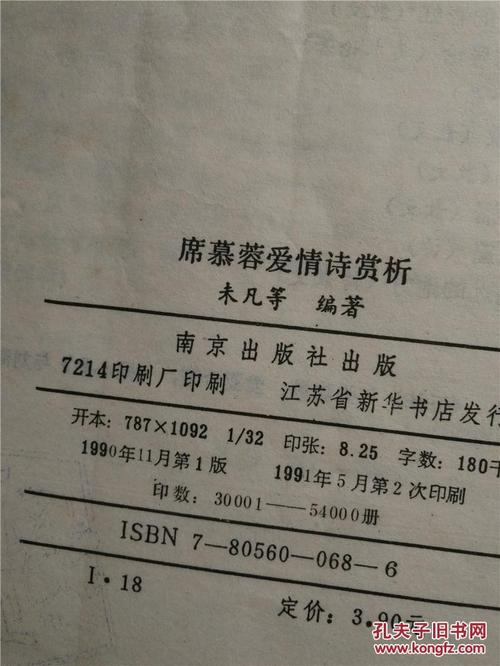 席慕蓉爱情诗赏析
未凡等 编著
南京出版社出版
7214印刷厂印刷 江苏省新华书店发行
开本:787×1092 1/32 印张:8.25 字数:180千
1990年11月第1版 1991年5月第2次印刷
印数:30001——54000册
ISBN 7—80560—068—6
I·18
定价:3.90元
孔夫子旧书网
www.kongfz.com